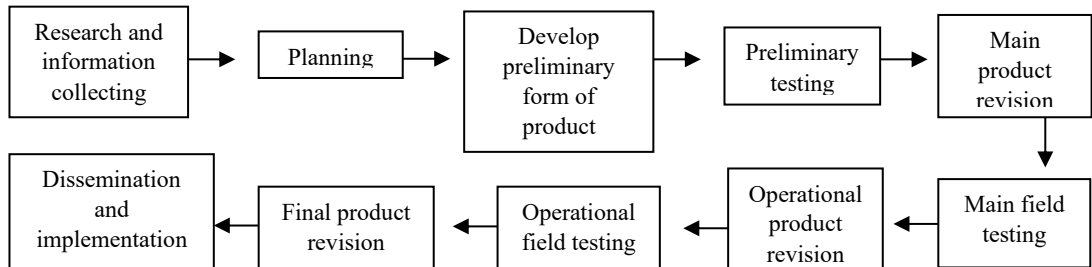 Research and
information
collecting
Planning
Develop
preliminary
form of
product
Preliminary
testing
Main
product
revision
Main field
testing
Operational
product
revision
Operational
field testing
Final product
revision
Dissemination
and
implementation